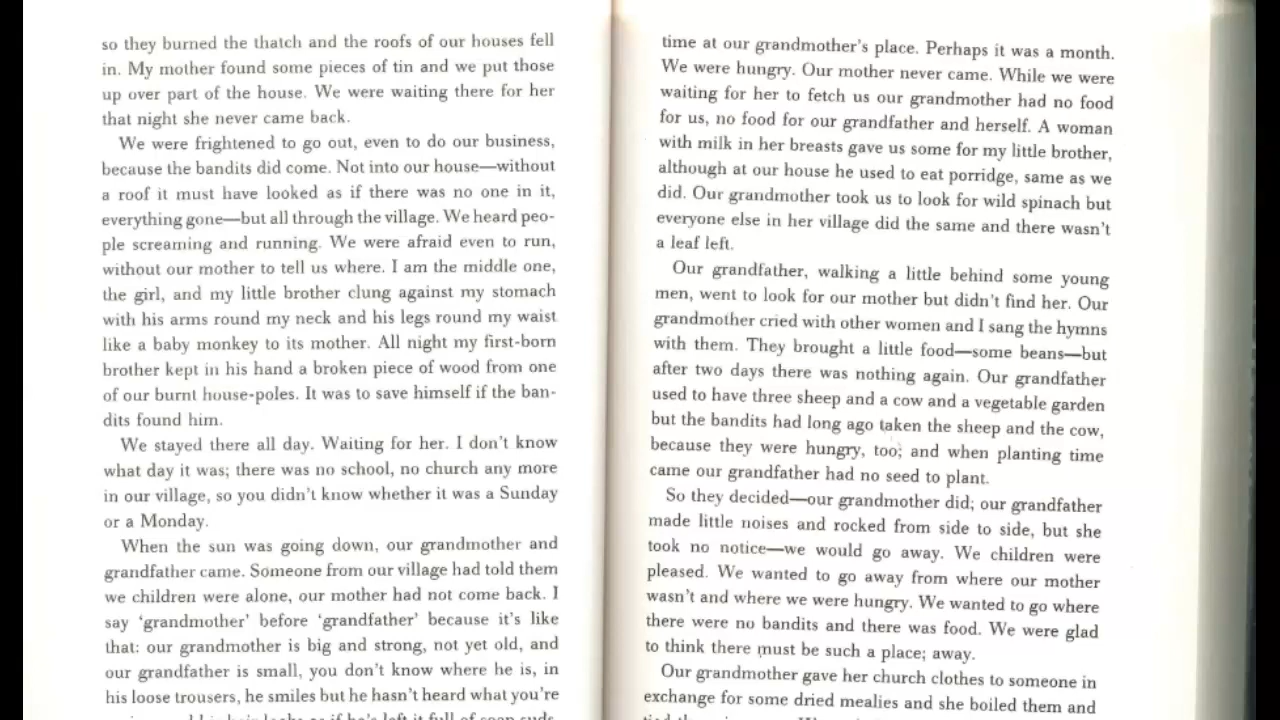 so they burned the thatch and the roofs of our houses fell
in. My mother found some pieces of tin and we put those
up over part of the house. We were waiting there for her
that night she never came back.
We were frightened to go out, even to do our business,
because the bandits did come. Not into our house—without
a roof it must have looked as if there was no one in it,
everything gone—but all through the village. We heard peo-
ple screaming and running. We were afraid even to run,
without our mother to tell us where. I am the middle one,
the girl, and my little brother clung against my stomach
with his arms round my neck and his legs round my waist
like a baby monkey to its mother. All night my first-born
brother kept in his hand a broken piece of wood from one
of our burnt house-poles. It was to save himself if the ban-
dits found him.
We stayed there all day. Waiting for her. I don't know
what day it was; there was no school, no church any more
in our village, so you didn't know whether it was a Sunday
or a Monday.
When the sun was going down, our grandmother and
grandfather came. Someone from our village had told them
we children were alone, our mother had not come back. I
say 'grandmother' before 'grandfather' because it's like
that: our grandmother is big and strong, not yet old, and
our grandfather is small, you don't know where he is, in
his loose trousers, he smiles but he hasn't heard what you're
time at our grandmother's place. Perhaps it was a month.
We were hungry. Our mother never came. While we were
waiting for her to fetch us our grandmother had no food
for us, no food for our grandfather and herself. A woman
with milk in her breasts gave us some for my little brother,
although at our house he used to eat porridge, same as we
did. Our grandmother took us to look for wild spinach but
everyone else in her village did the same and there wasn't
a leaf left.
Our grandfather, walking a little behind some young
men, went to look for our mother but didn't find her. Our
grandmother cried with other women and I sang the hymns
with them. They brought a little food—some beans—but
after two days there was nothing again. Our grandfather
used to have three sheep and a cow and a vegetable garden
but the bandits had long ago taken the sheep and the cow,
because they were hungry, too; and when planting time
came our grandfather had no seed to plant.
So they decided—our grandmother did; our grandfather
made little noises and rocked from side to side, but she
took no notice—we would go away. We children were
pleased. We wanted to go away from where our mother
wasn't and where we were hungry. We wanted to go where
there were no bandits and there was food. We were glad
to think there must be such a place; away.
Our grandmother gave her church clothes to someone in
exchange for some dried mealies and she boiled them and